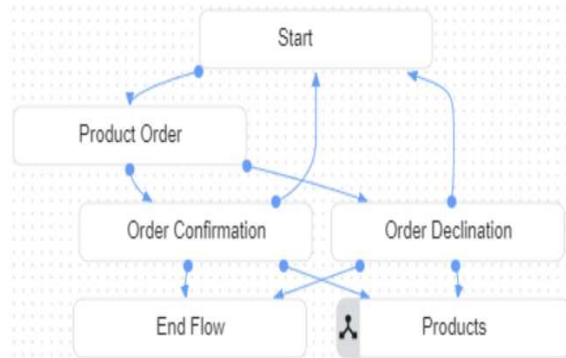 Start
Product Order
Order Confirmation
Order Declination
End Flow
Products